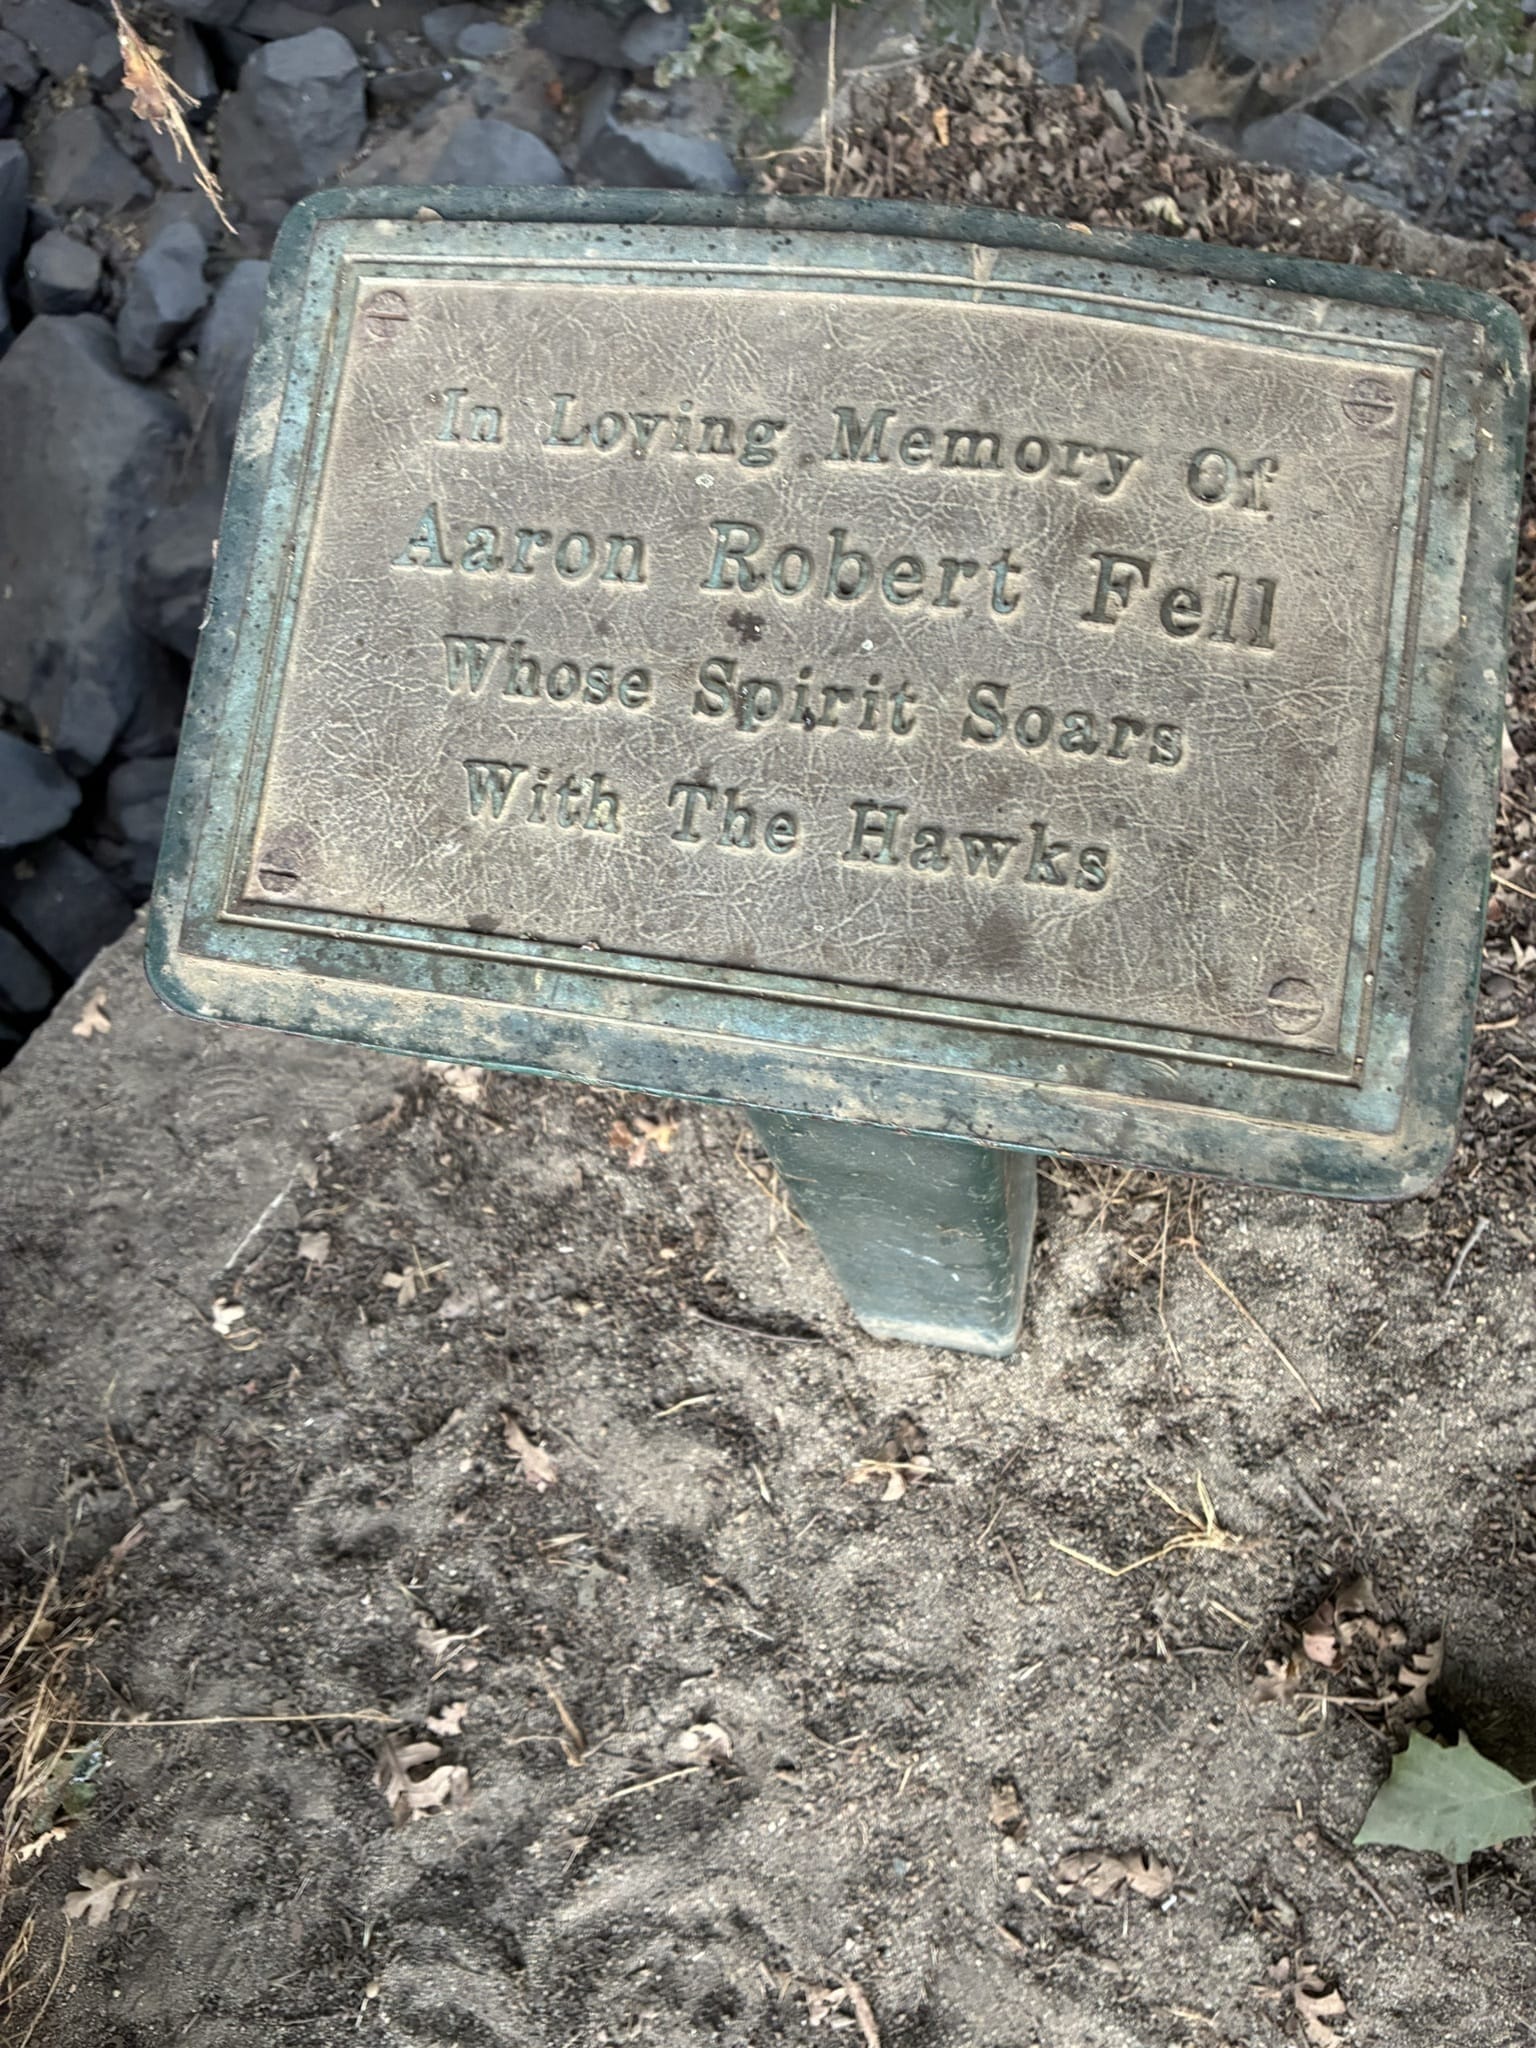 In Loving Memory Of
Aaron Robert Fell
Whose Spirit Soars
With The Hawks